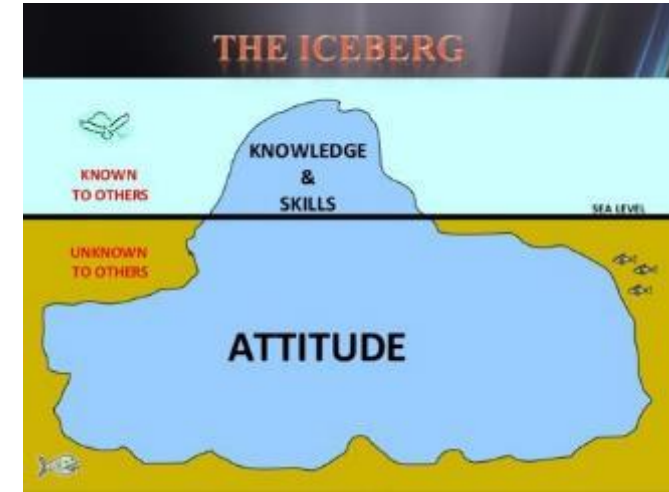 THE ICEBERG
KNOWLEDGE
&
SKILLS
KNOWN
TO OTHERS
SEA LEVEL
UNKNOWN
TO OTHERS
ATTITUDE